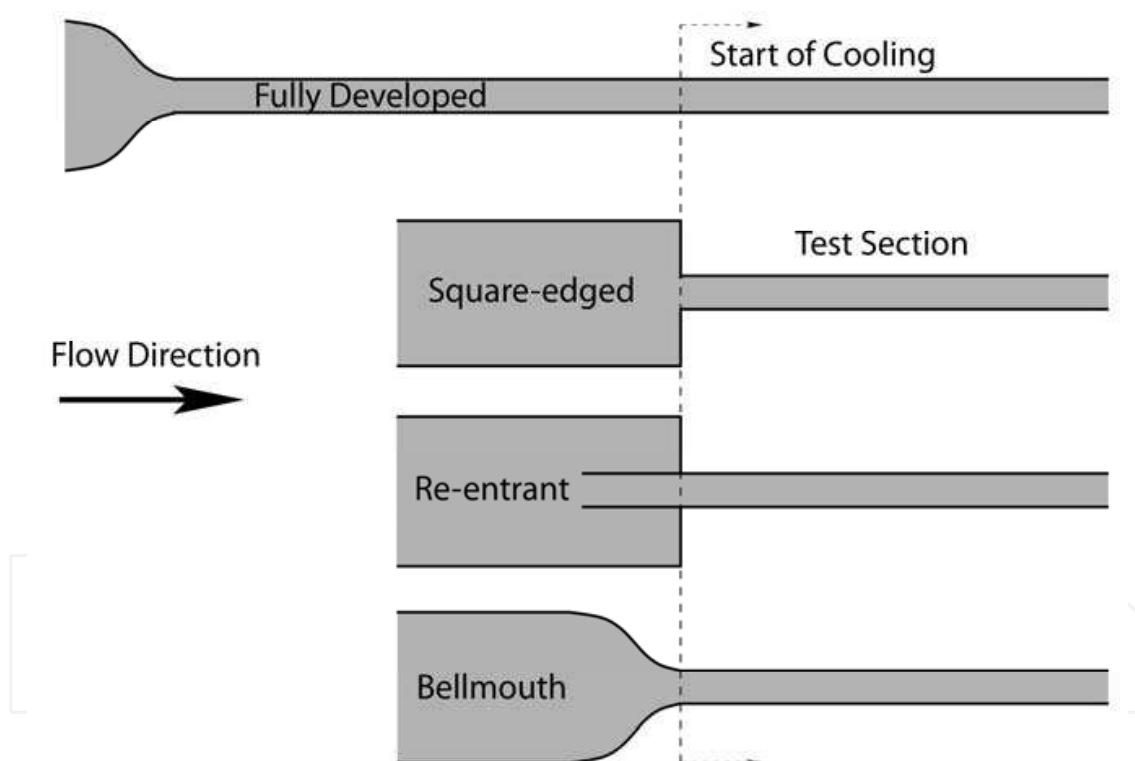 Start of Cooling
Fully Developed
Test Section
Square-edged
Flow Direction
Re-entrant
Bellmouth